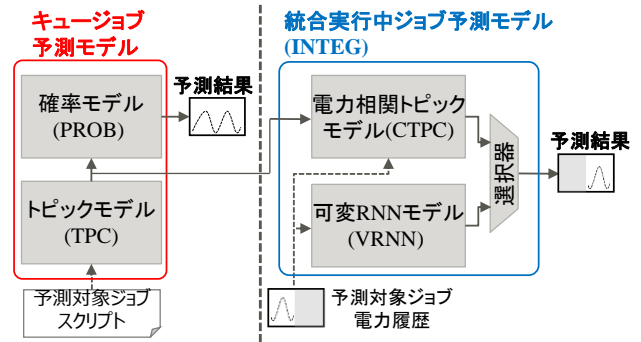 キュージョブ
予測モデル
確率モデル
(PROB)
予測結果
トピックモデル
(TPC)
予測対象ジョブ
スクリプト
統合実行中ジョブ予測モデル
(INTEG)
電力相関トピック
モデル(CTPC)
可変RNNモデル
(VRNN)
選択器
予測結果
予測対象ジョブ
電力履歴